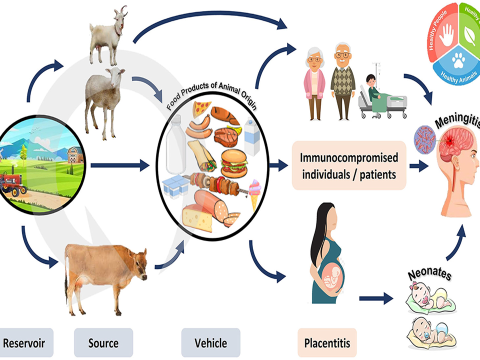 Healthy People
Healthy Animals
Food Products of Animal Origin
Meningitis
Immunocompromised
individuals / patients
Neonates
Reservoir
Source
Vehicle
Placentitis